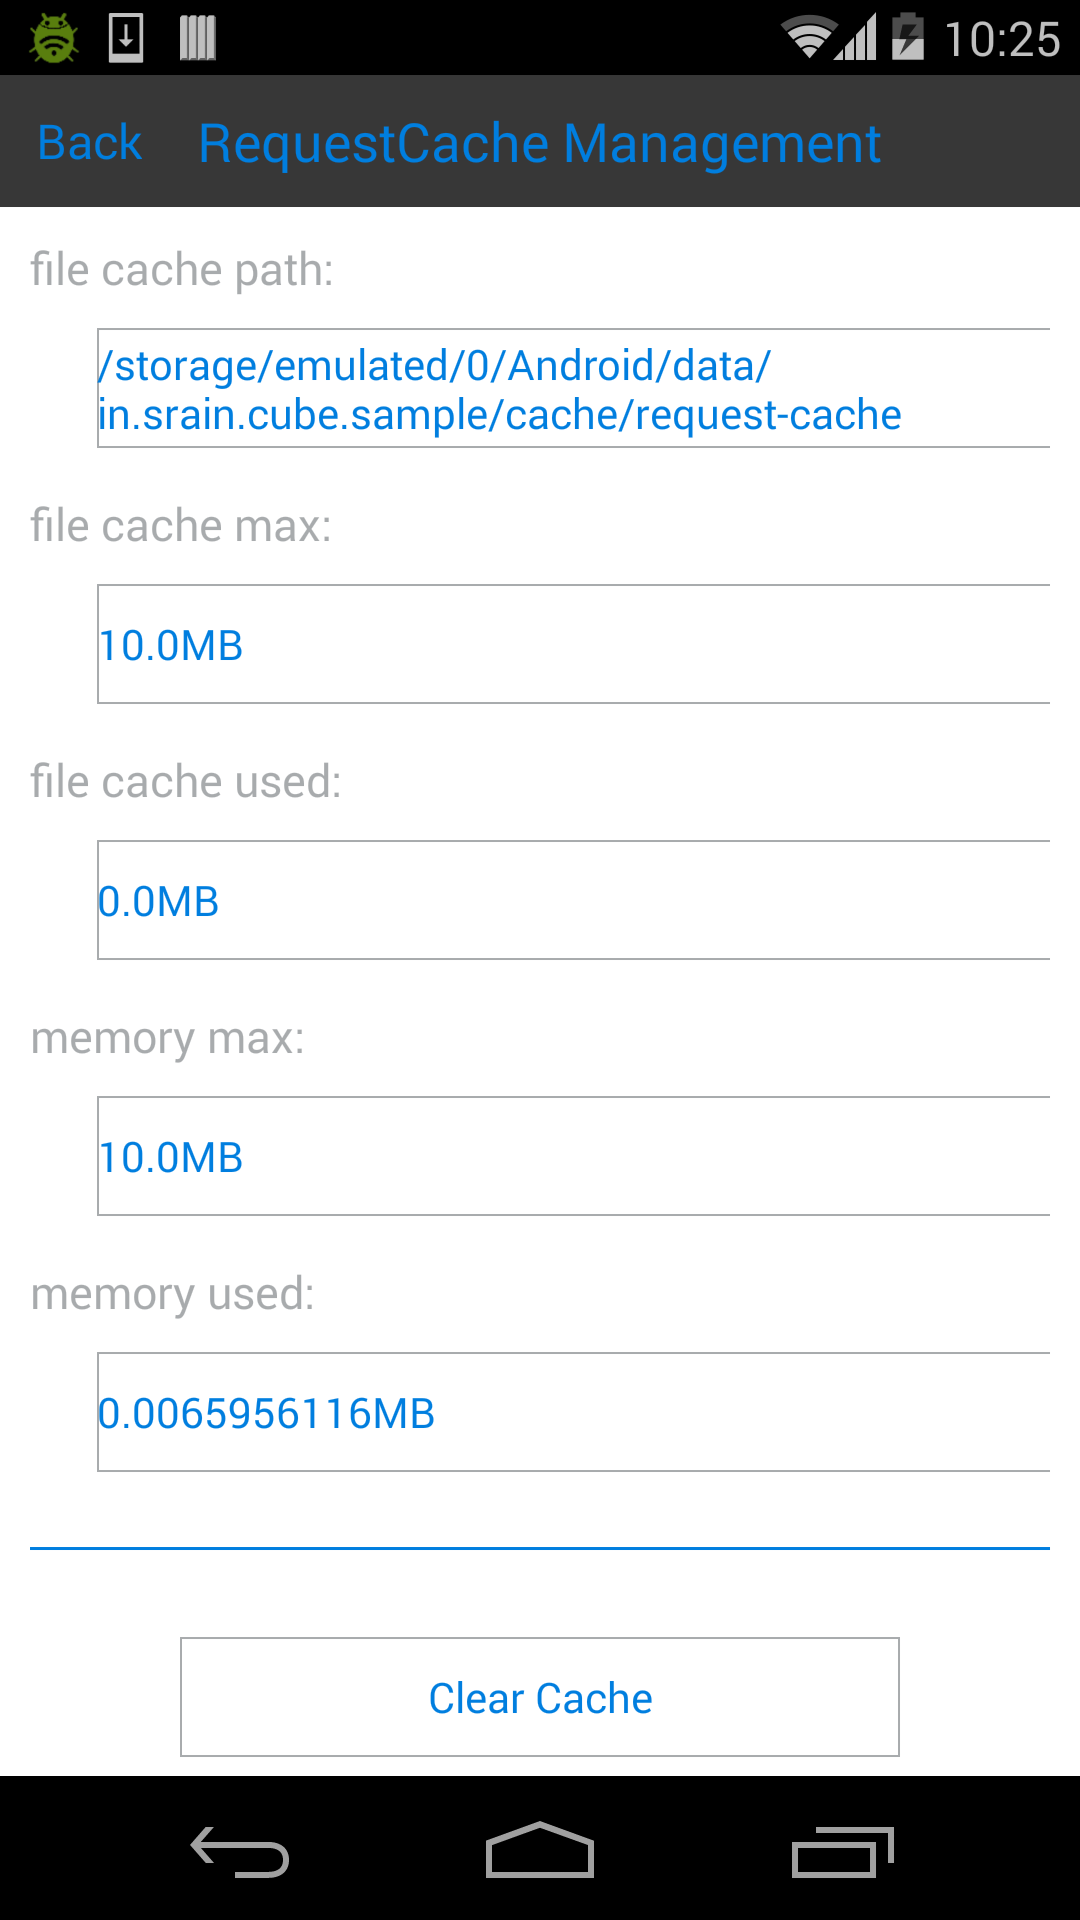 10:25
Back RequestCache Management
file cache path:
/storage/emulated/0/Android/data/
in.srain.cube.sample/cache/request-cache
file cache max:
10.0MB
file cache used:
0.0MB
memory max:
10.0MB
memory used:
0.0065956116MB
Clear Cache